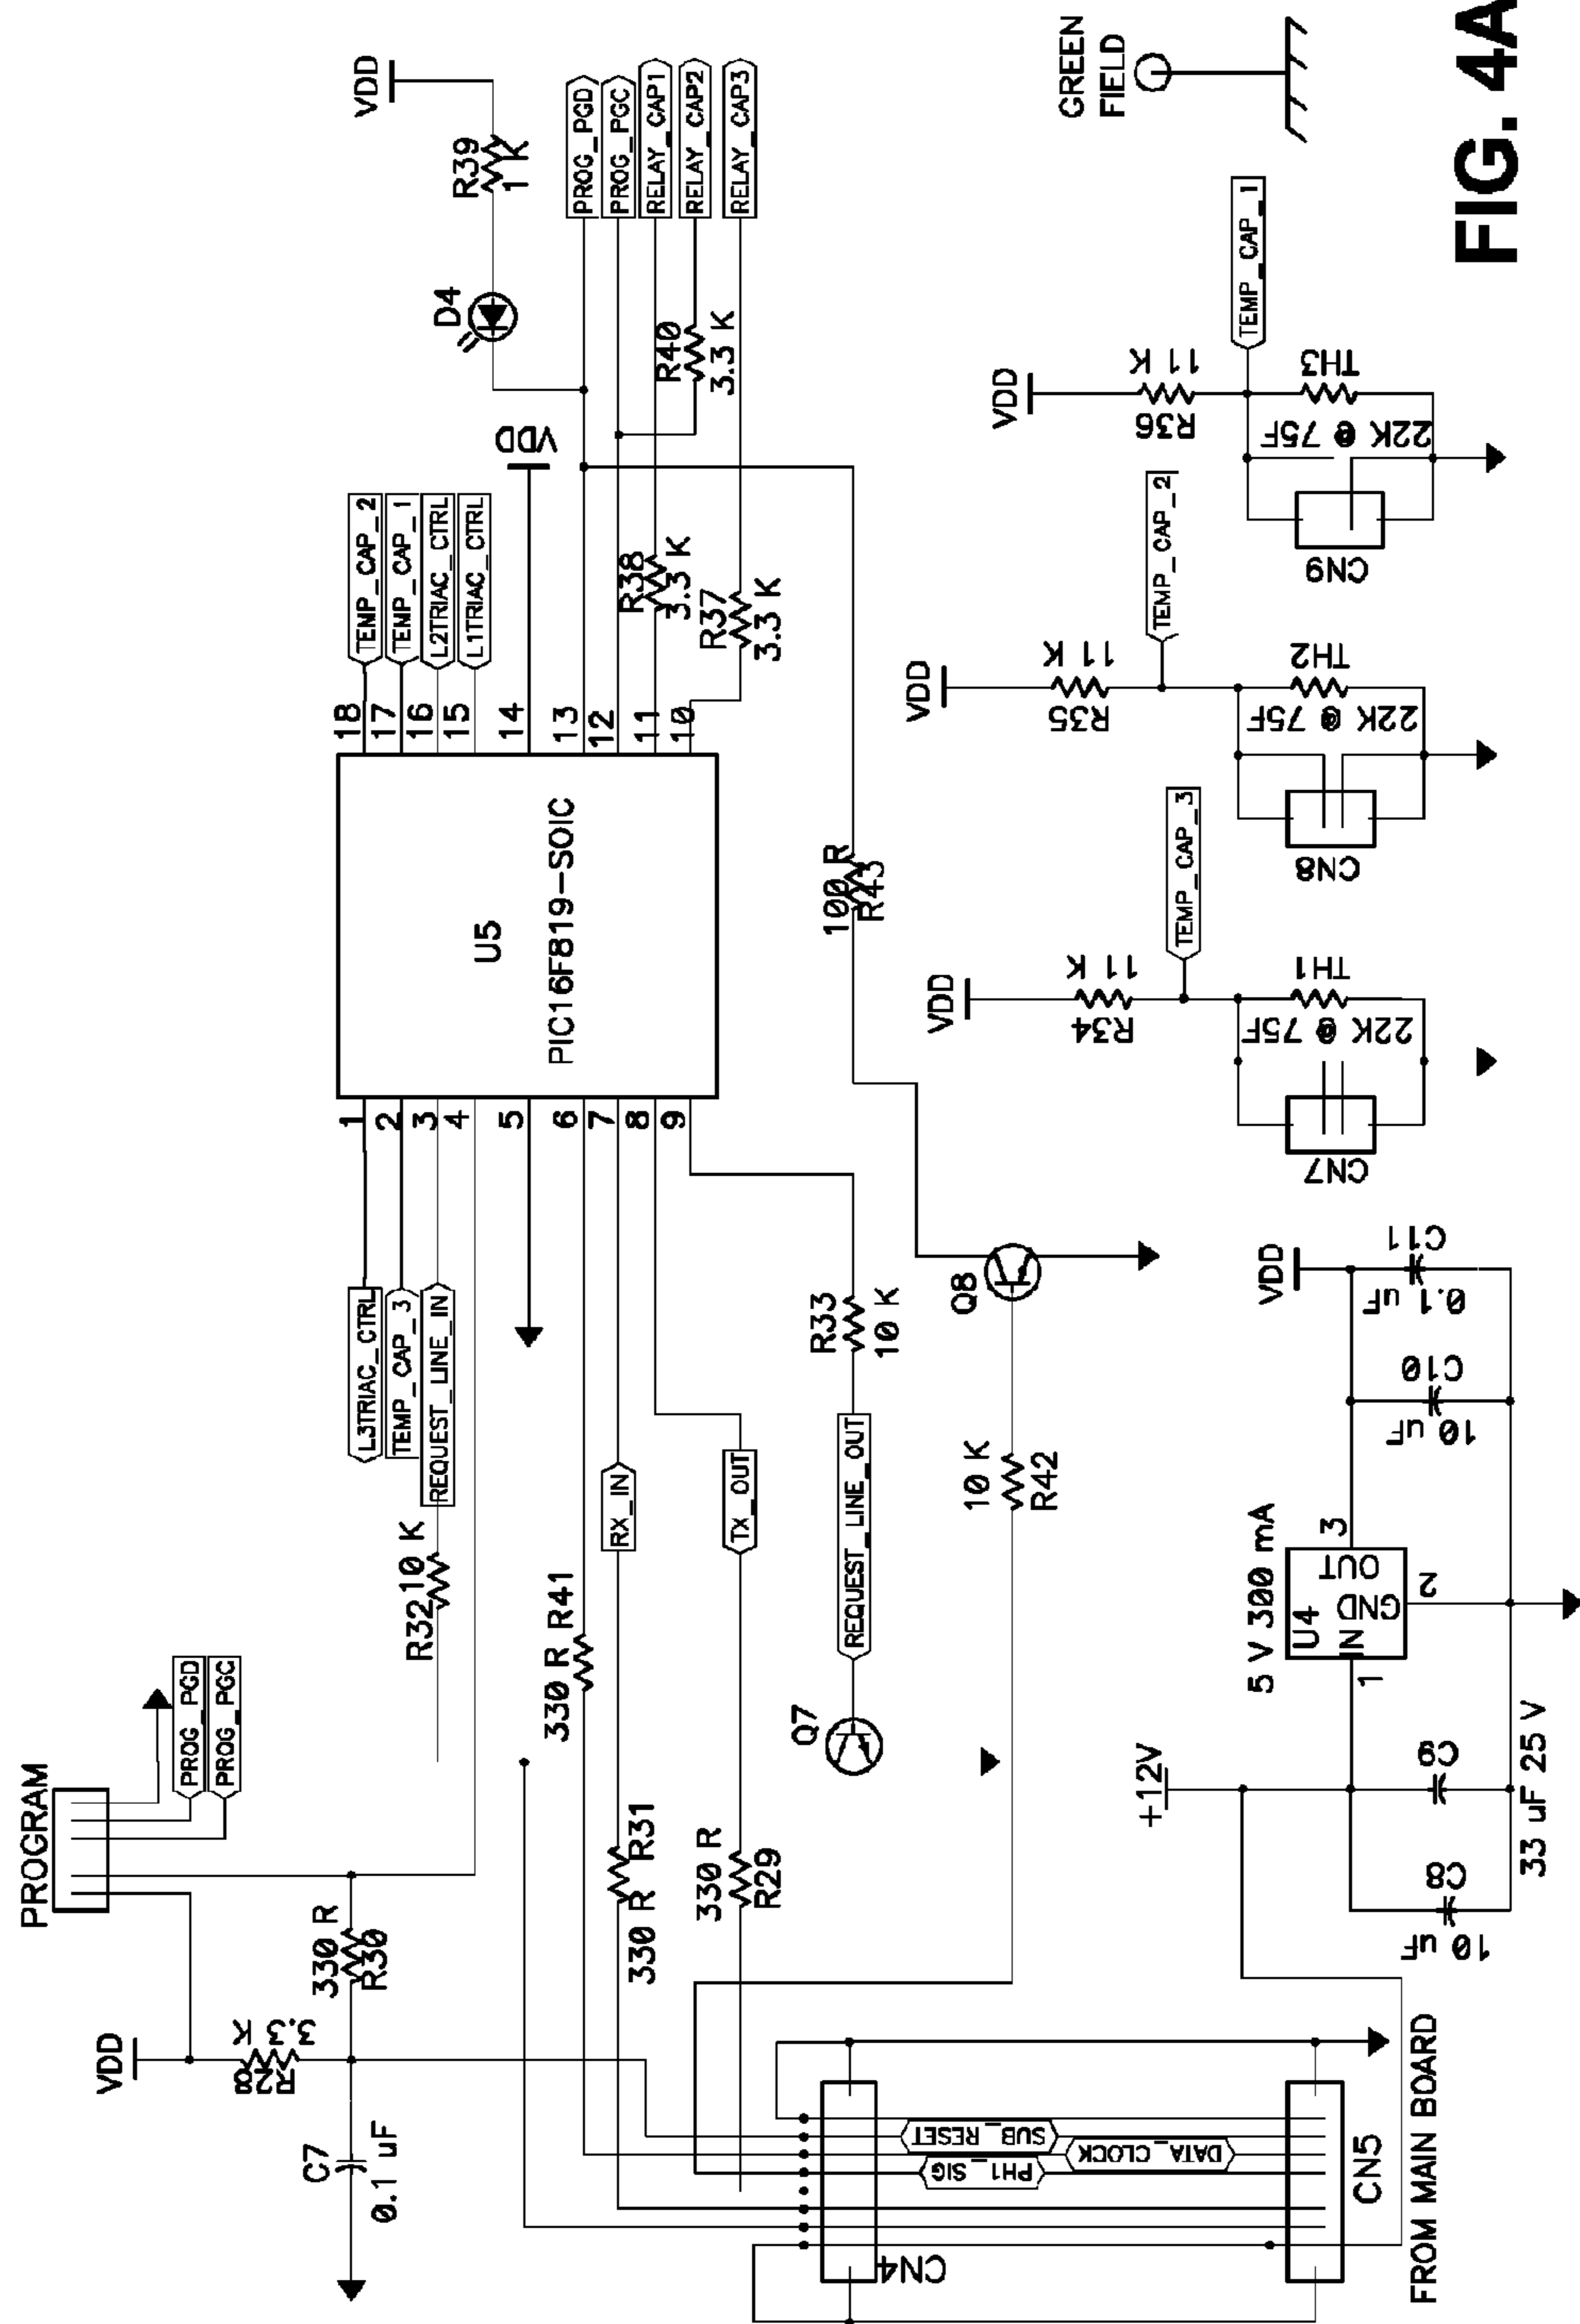 PROGRAM
VDD
R28
3.3 K
330 R
R30
C7
0.1 uF
PROG_PGD
PROG_PGC
R32
10 K
L3TRIAC_CTRL
TEMP_CAP_3
REQUEST_LINE_IN
330 R
R41
RX_IN
330 R
R31
TX_OUT
330 R
R29
Q7
REQUEST_LINE_OUT
R33
10 K
1
2
3
4
5
6
7
8
9
U5
PIC16F819-SOIC
18
17
16
15
14
13
12
11
10
TEMP_CAP_2
TEMP_CAP_1
L2TRIAC_CTRL
L1TRIAC_CTRL
VDD
D4
R39
1 K
VDD
PROG_PGD
PROG_PGC
RELAY_CAP1
RELAY_CAP2
RELAY_CAP3
R40
3.3 K
R38
3.3 K
R37
3.3 K
100 R
R43
Q8
10 K
R42
CN4
SUB_RESET
DATA_CLOCK
PH1_SIG
CN5
FROM MAIN BOARD
+12V
C8
10 uF
C9
33 uF 25 V
5 V 300 mA
U4
IN
OUT
GND
1
2
3
C10
10 uF
VDD
C11
0.1 uF
VDD
R34
11 K
TEMP_CAP_3
TH1
22K @ 75F
CN7
VDD
R35
11 K
TEMP_CAP_2
TH2
22K @ 75F
CN8
VDD
R36
11 K
TEMP_CAP_1
TH3
22K @ 75F
CN9
GREEN
FIELD
FIG. 4A